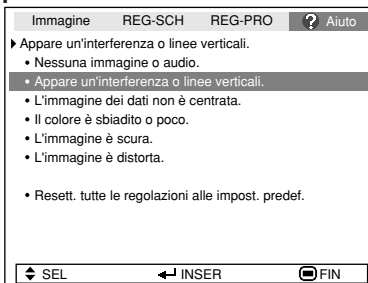 Immagine REG-SCH REG-PRO ? Aiuto
Appare un'interferenza o linee verticali.
• Nessuna immagine o audio.
• Appare un'interferenza o linee verticali.
• L'immagine dei dati non è centrata.
• Il colore è sbiadito o poco.
• L'immagine è scura.
• L'immagine è distorta.
• Resett. tutte le regolazioni alle impost. predef.
SEL INSER FIN